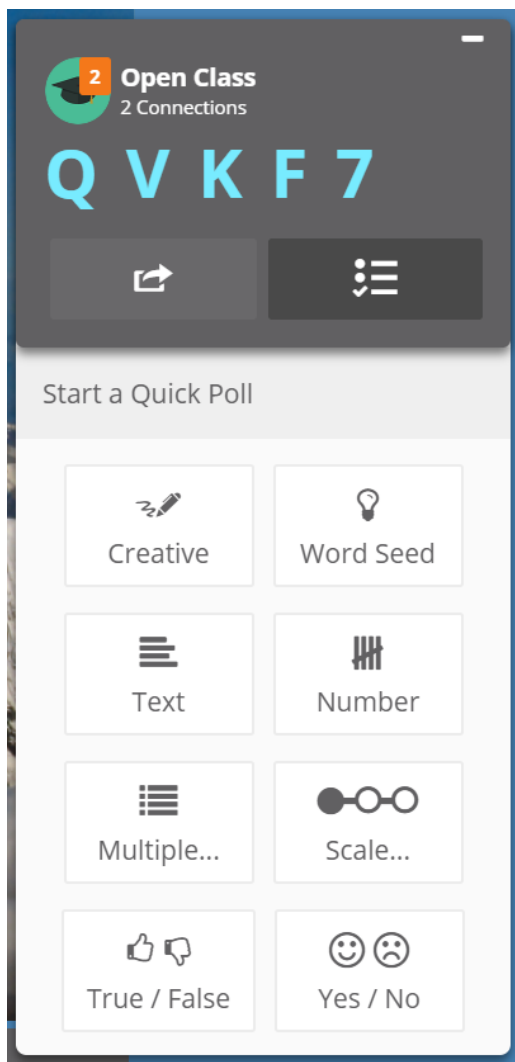 2
Open Class
2 Connections
Q V K F 7
Start a Quick Poll
Creative
Word Seed
Text
Number
Multiple...
Scale...
True / False
Yes / No